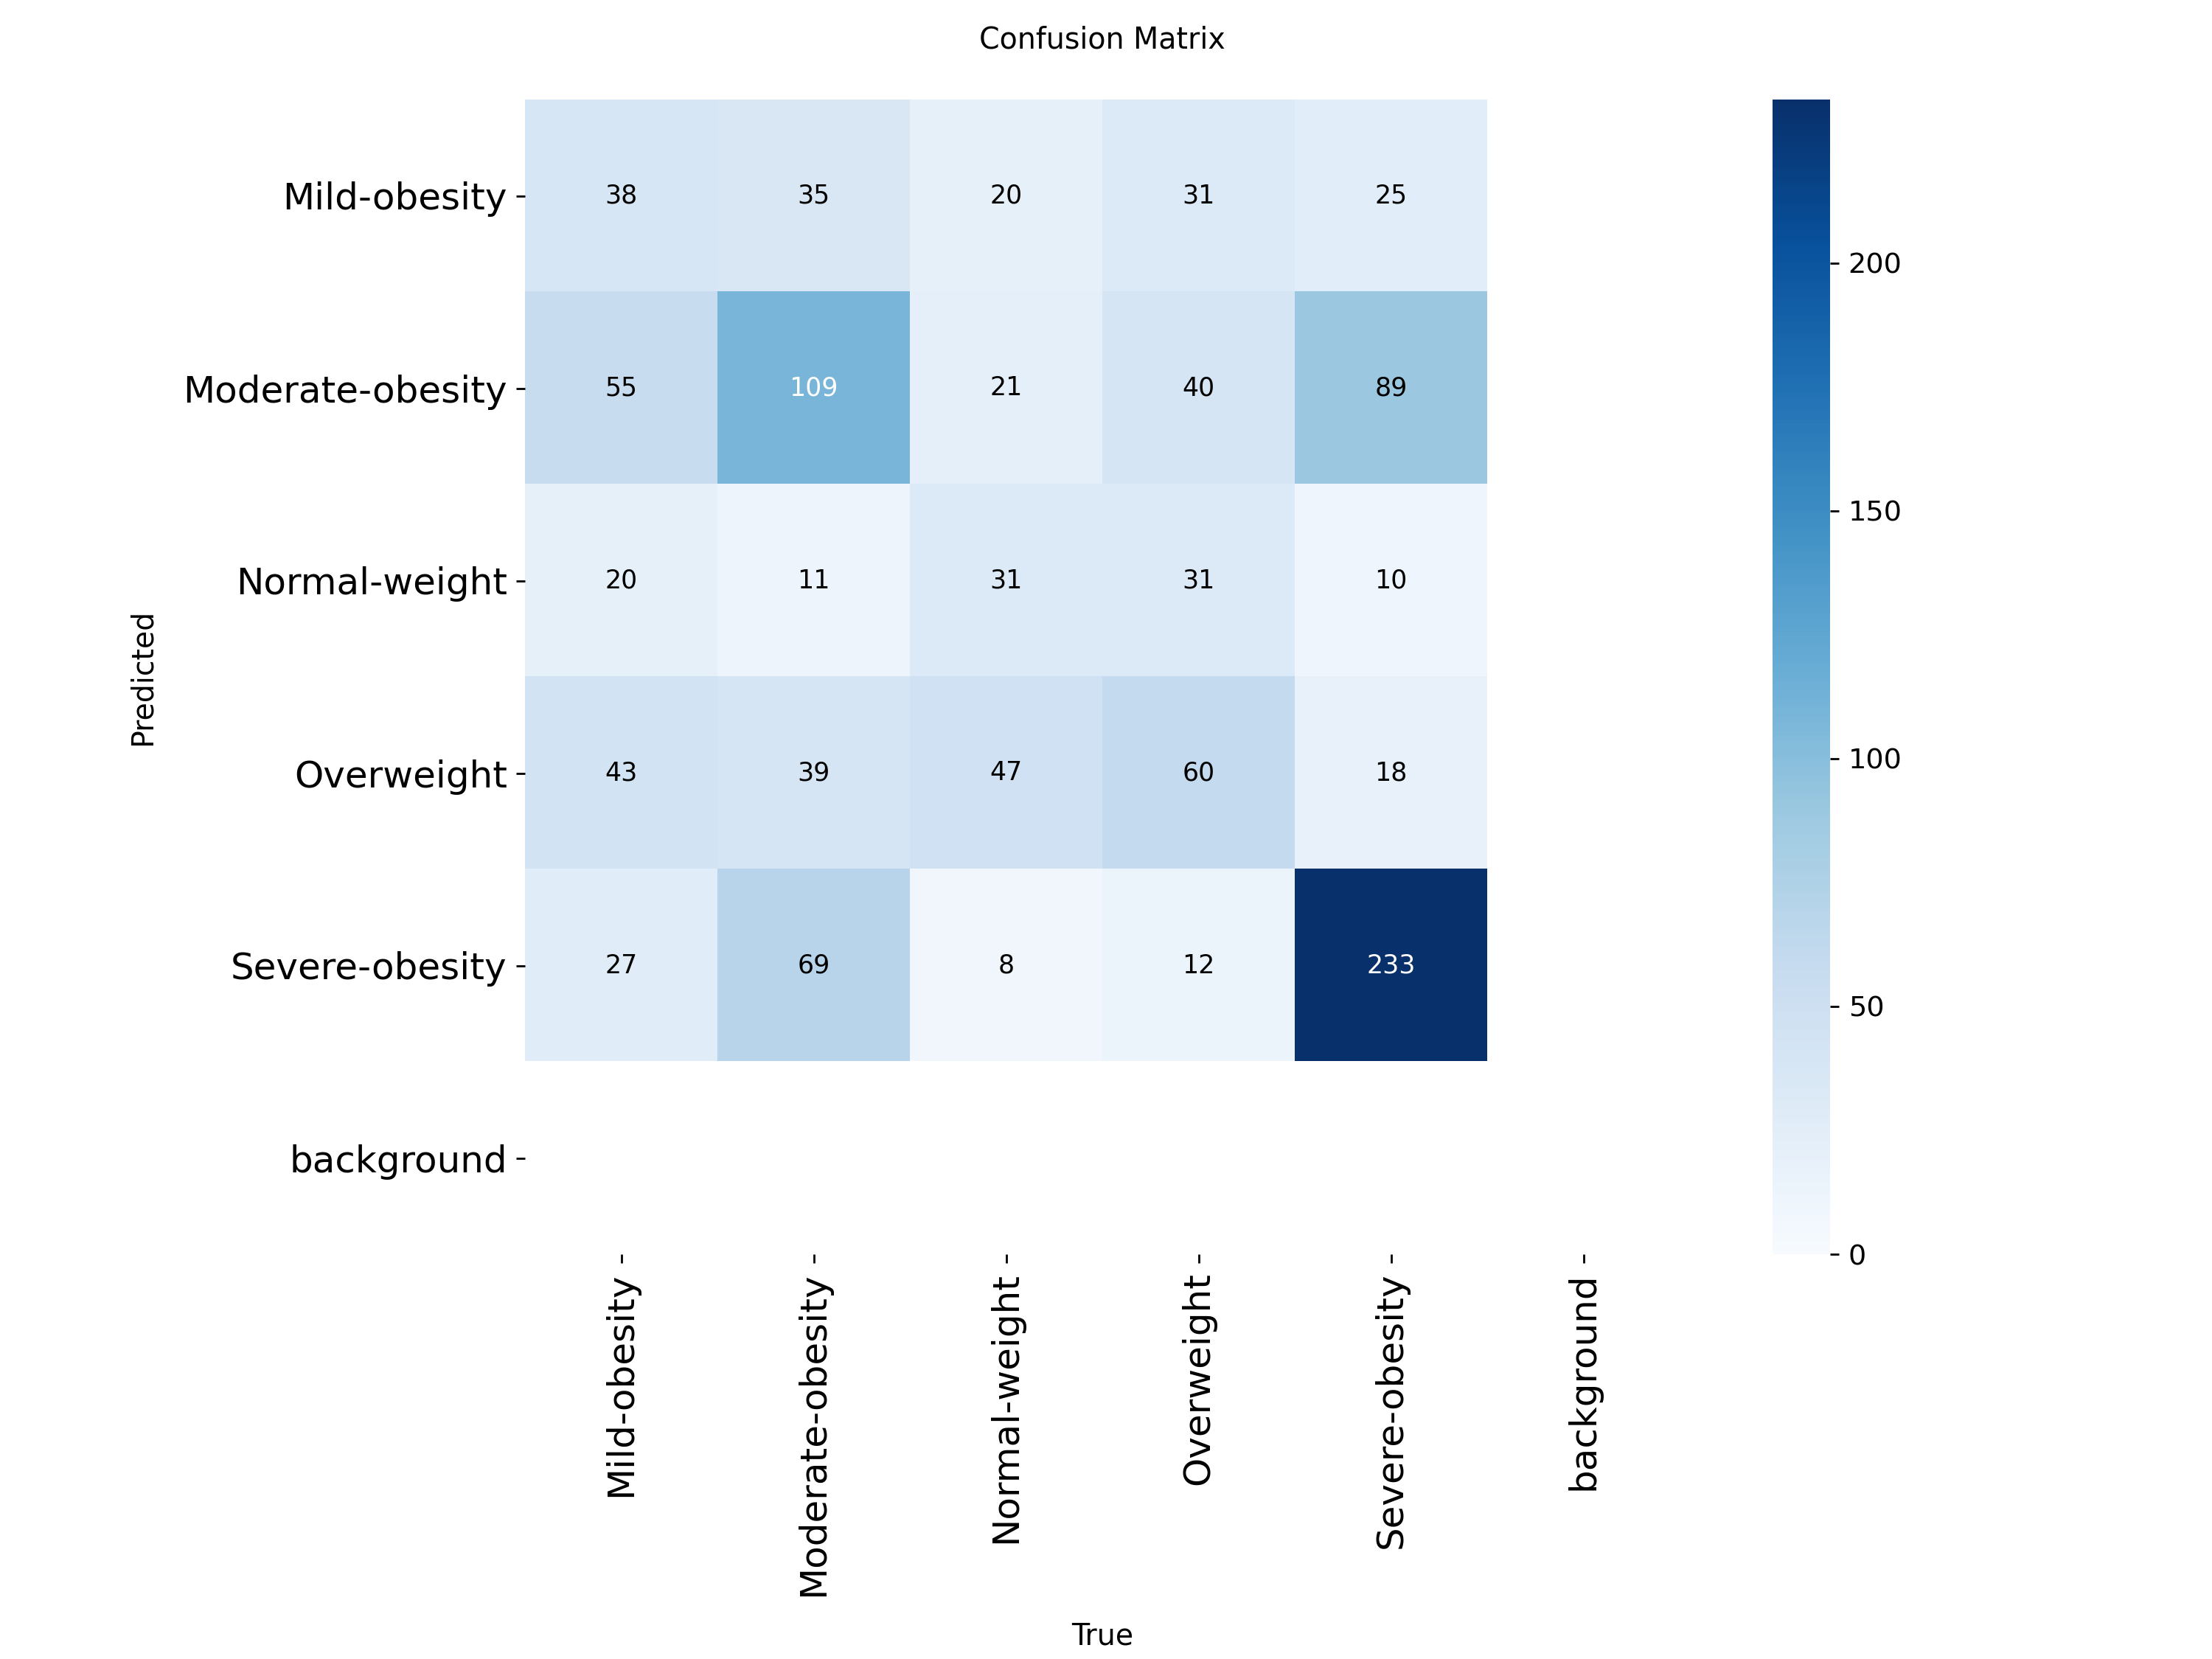 Confusion Matrix
Predicted
Mild-obesity 38 35 20 31 25
Moderate-obesity 55 109 21 40 89
Normal-weight 20 11 31 31 10
Overweight 43 39 47 60 18
Severe-obesity 27 69 8 12 233
background
Mild-obesity
Moderate-obesity
Normal-weight
Overweight
Severe-obesity
background
True
200
150
100
50
0